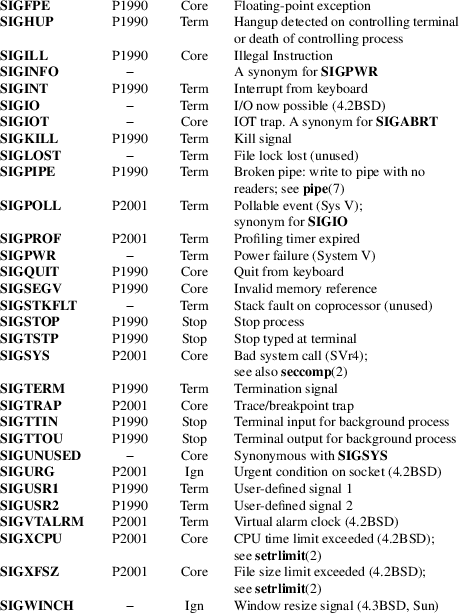 SIGFPE P1990 Core Floating-point exception
SIGHUP P1990 Term Hangup detected on controlling terminal
or death of controlling process
SIGILL P1990 Core Illegal Instruction
SIGINFO – A synonym for SIGPWR
SIGINT P1990 Term Interrupt from keyboard
SIGIO – Term I/O now possible (4.2BSD)
SIGIOT – Core IOT trap. A synonym for SIGABRT
SIGKILL P1990 Term Kill signal
SIGLOST – Term File lock lost (unused)
SIGPIPE P1990 Term Broken pipe: write to pipe with no
readers; see pipe(7)
SIGPOLL P2001 Term Pollable event (Sys V);
synonym for SIGIO
SIGPROF P2001 Term Profiling timer expired
SIGPWR – Term Power failure (System V)
SIGQUIT P1990 Core Quit from keyboard
SIGSEGV P1990 Core Invalid memory reference
SIGSTKFLT – Term Stack fault on coprocessor (unused)
SIGSTOP P1990 Stop Stop process
SIGTSTP P1990 Stop Stop typed at terminal
SIGSYS P2001 Core Bad system call (SVr4);
see also seccomp(2)
SIGTERM P1990 Term Termination signal
SIGTRAP P2001 Core Trace/breakpoint trap
SIGTTIN P1990 Stop Terminal input for background process
SIGTTOU P1990 Stop Terminal output for background process
SIGUNUSED – Core Synonymous with SIGSYS
SIGURG P2001 Ign Urgent condition on socket (4.2BSD)
SIGUSR1 P1990 Term User-defined signal 1
SIGUSR2 P1990 Term User-defined signal 2
SIGVTALRM P2001 Term Virtual alarm clock (4.2BSD)
SIGXCPU P2001 Core CPU time limit exceeded (4.2BSD);
see setrlimit(2)
SIGXFSZ P2001 Core File size limit exceeded (4.2BSD);
see setrlimit(2)
SIGWINCH – Ign Window resize signal (4.3BSD, Sun)